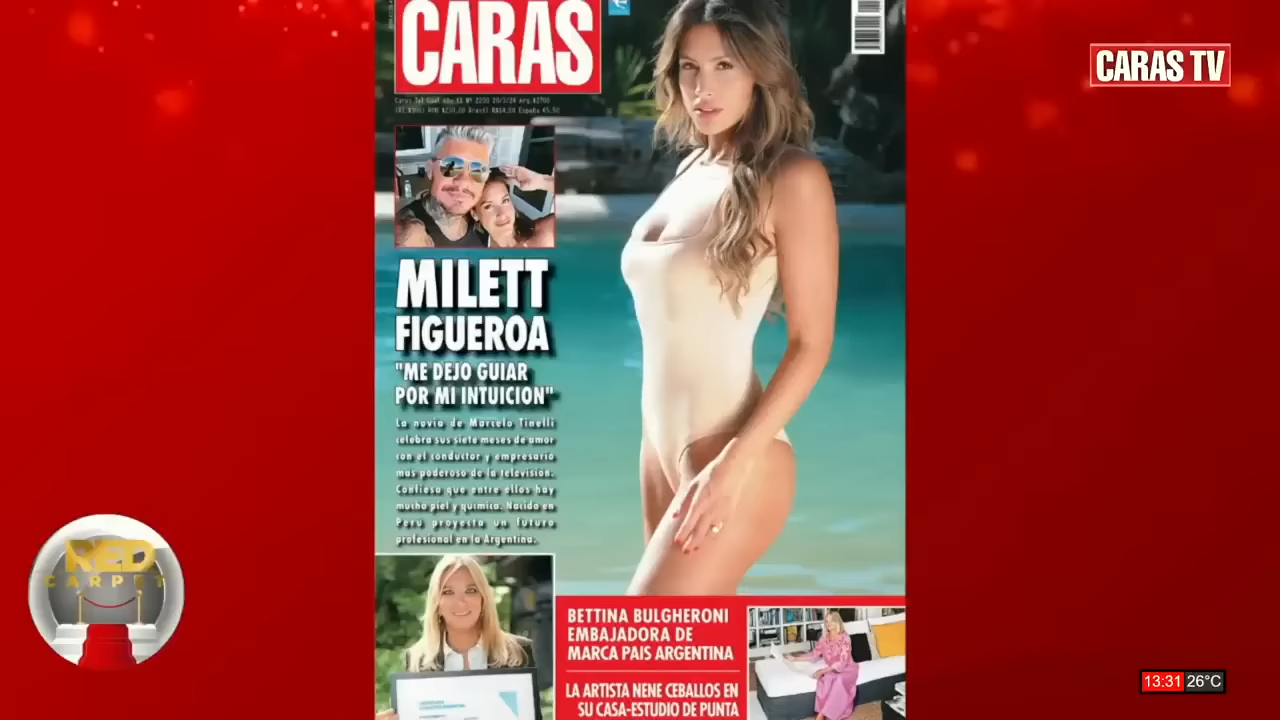 CARAS
CARAS TV
MILETT
FIGUEROA
"ME DEJO GUIAR
POR MI INTUICION"
La novia de Marcelo Tinelli
celebra sus siete meses de amor
con el conductor y empresario
mas poderoso de la televisión.
Confiesa que entre ellos hay
mucha piel y quimica. Nacida en
Peru proyecta un futuro
profesional en la Argentina.
BETTINA BULGHERONI
EMBAJADORA DE
MARCA PAIS ARGENTINA
LA ARTISTA NENE CEBALLOS EN
SU CASA-ESTUDIO DE PUNTA
RED
CARPET
13:31 26°C